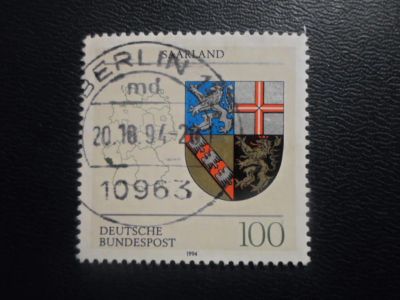 SAARLAND
BERLIN
md
20.10.94-
10963
DEUTSCHE
BUNDESPOST
100
1994